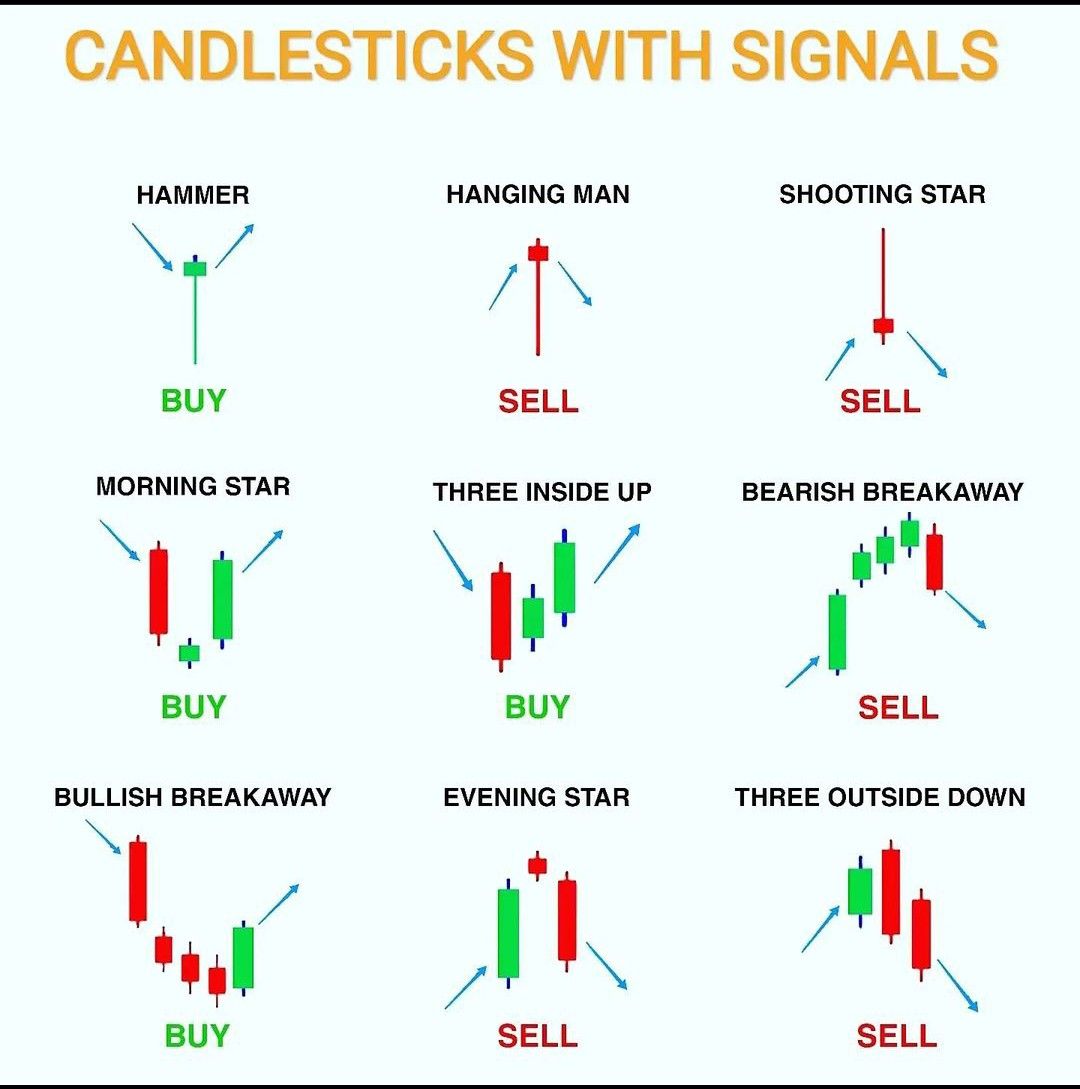 CANDLESTICKS WITH SIGNALS
HAMMER
HANGING MAN
SHOOTING STAR
BUY
SELL
SELL
MORNING STAR
THREE INSIDE UP
BEARISH BREAKAWAY
BUY
BUY
SELL
BULLISH BREAKAWAY
EVENING STAR
THREE OUTSIDE DOWN
BUY
SELL
SELL